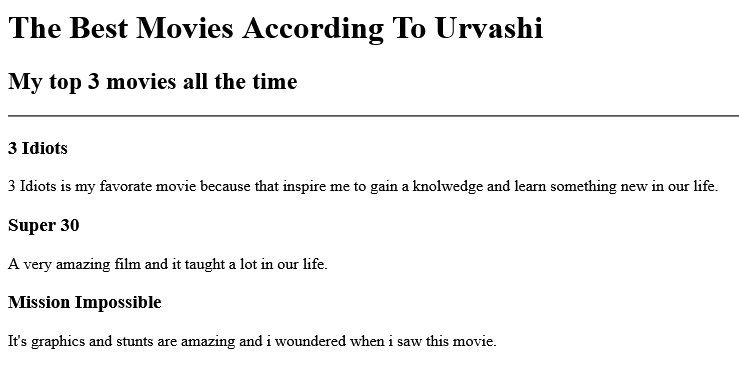 The Best Movies According To Urvashi
My top 3 movies all the time
3 Idiots
3 Idiots is my favorate movie because that inspire me to gain a knolwedge and learn something new in our life.
Super 30
A very amazing film and it taught a lot in our life.
Mission Impossible
It's graphics and stunts are amazing and i woundered when i saw this movie.